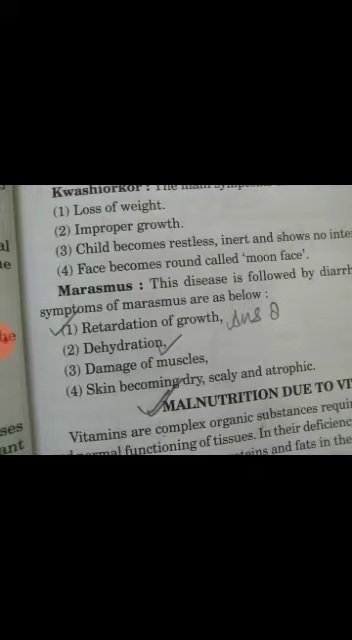 Kwashiorkor : The main symptoms
(1) Loss of weight.
(2) Improper growth.
(3) Child becomes restless, inert and shows no inte
(4) Face becomes round called 'moon face'.
Marasmus : This disease is followed by diarrh
symptoms of marasmus are as below :
(1) Retardation of growth, Ans 8
(2) Dehydration,
(3) Damage of muscles,
(4) Skin becoming dry, scaly and atrophic.
MALNUTRITION DUE TO VI
Vitamins are complex organic substances requi
normal functioning of tissues. In their deficienc
and fats in the
al
e
he
ses
ant